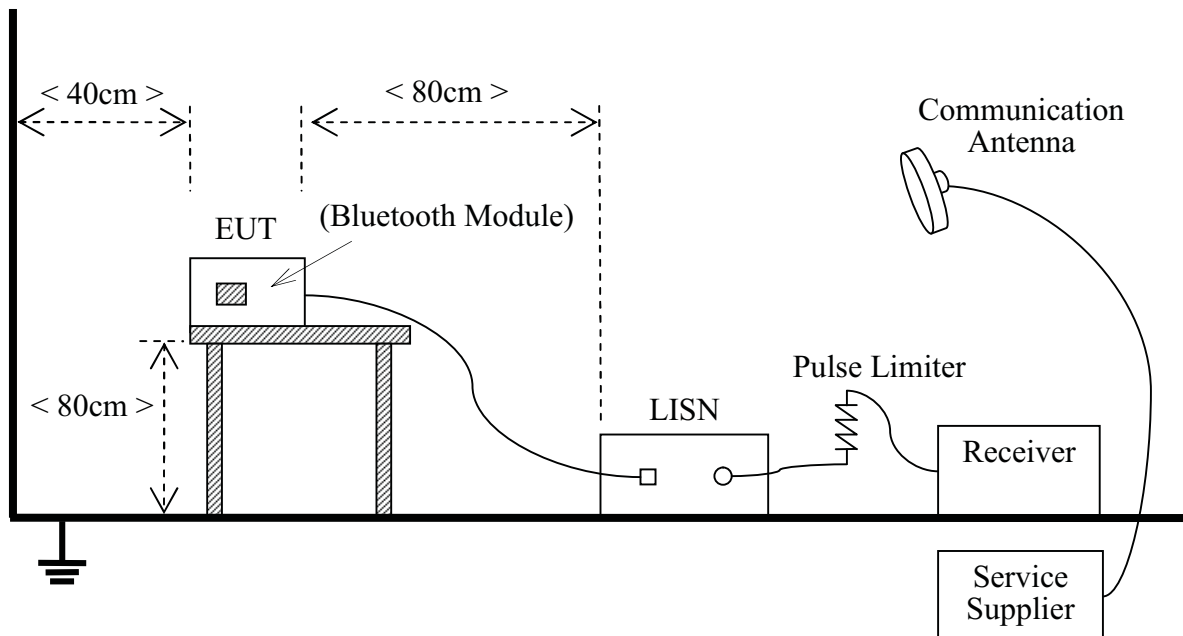 < 40cm >
< 80cm >
Communication
Antenna
(Bluetooth Module)
EUT
Pulse Limiter
< 80cm >
LISN
Receiver
Service
Supplier